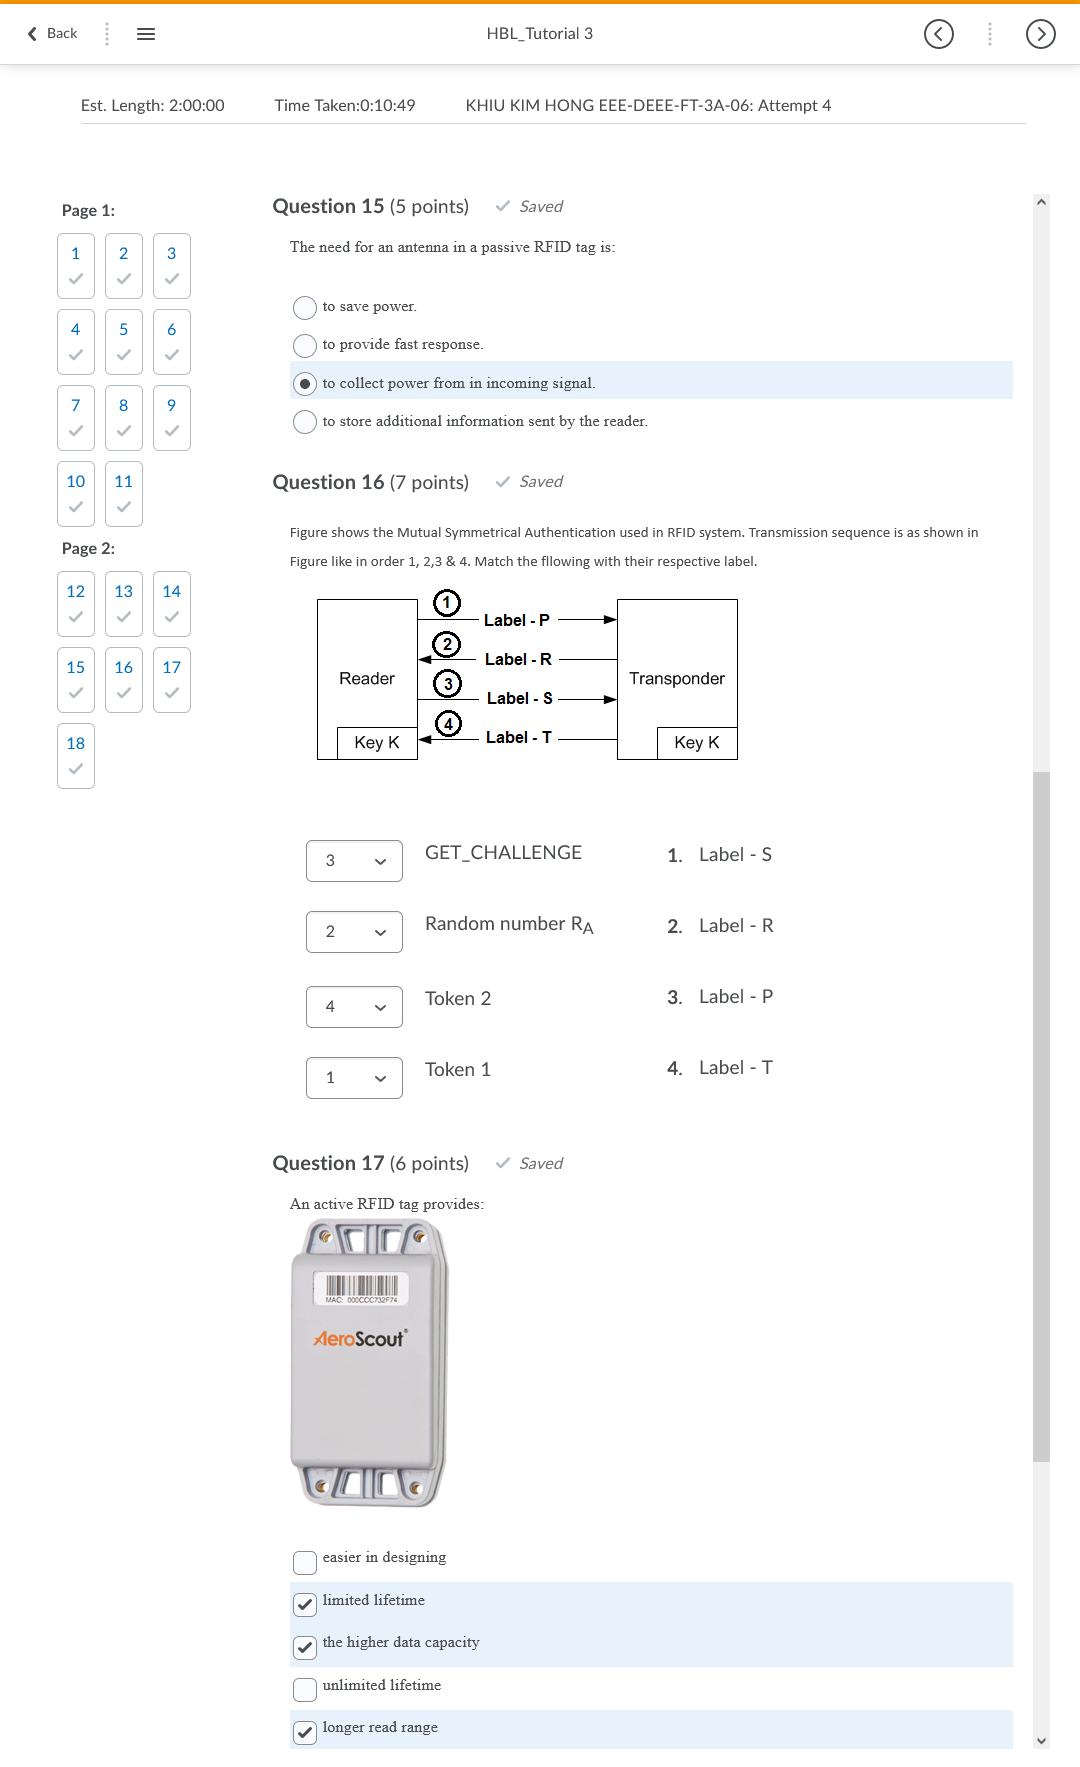 Back
HBL_Tutorial 3
Est. Length: 2:00:00 Time Taken:0:10:49 KHIU KIM HONG EEE-DEEE-FT-3A-06: Attempt 4
Page 1:
1 2 3
4 5 6
7 8 9
10 11
Page 2:
12 13 14
15 16 17
18
Question 15 (5 points) Saved
The need for an antenna in a passive RFID tag is:
to save power.
to provide fast response.
to collect power from in incoming signal.
to store additional information sent by the reader.
Question 16 (7 points) Saved
Figure shows the Mutual Symmetrical Authentication used in RFID system. Transmission sequence is as shown in
Figure like in order 1, 2,3 & 4. Match the fllowing with their respective label.
1
Label - P
2
Label - R
Reader
3
Transponder
Label - S
4
Label - T
Key K
Key K
3 GET_CHALLENGE 1. Label - S
2 Random number RA 2. Label - R
4 Token 2 3. Label - P
1 Token 1 4. Label - T
Question 17 (6 points) Saved
An active RFID tag provides:
MAC: 000CCC732F74
AeroScout
easier in designing
limited lifetime
the higher data capacity
unlimited lifetime
longer read range